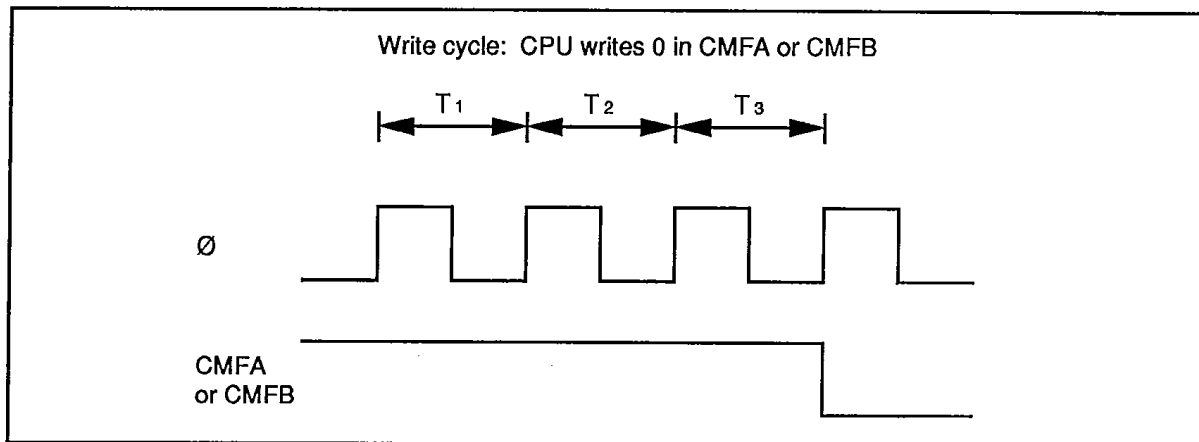 Write cycle: CPU writes 0 in CMFA or CMFB
T1 T2 T3
Ø
CMFA
or CMFB